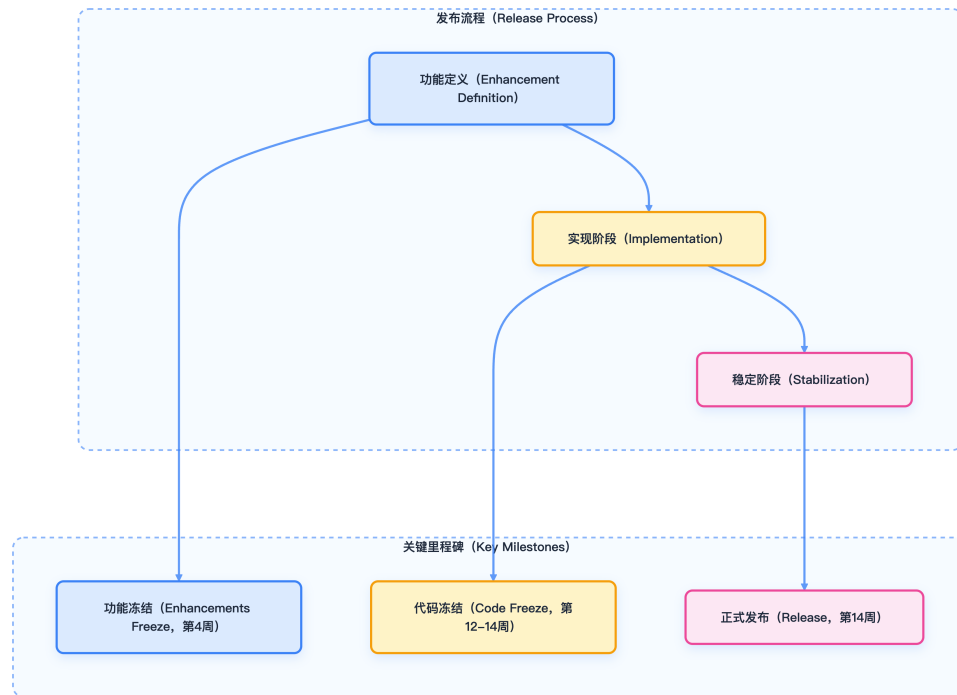 发布流程（Release Process）
功能定义（Enhancement
Definition）
实现阶段（Implementation）
稳定阶段（Stabilization）
关键里程碑（Key Milestones）
功能冻结（Enhancements
Freeze，第4周）
代码冻结（Code Freeze，第
12–14周）
正式发布（Release，第14周）